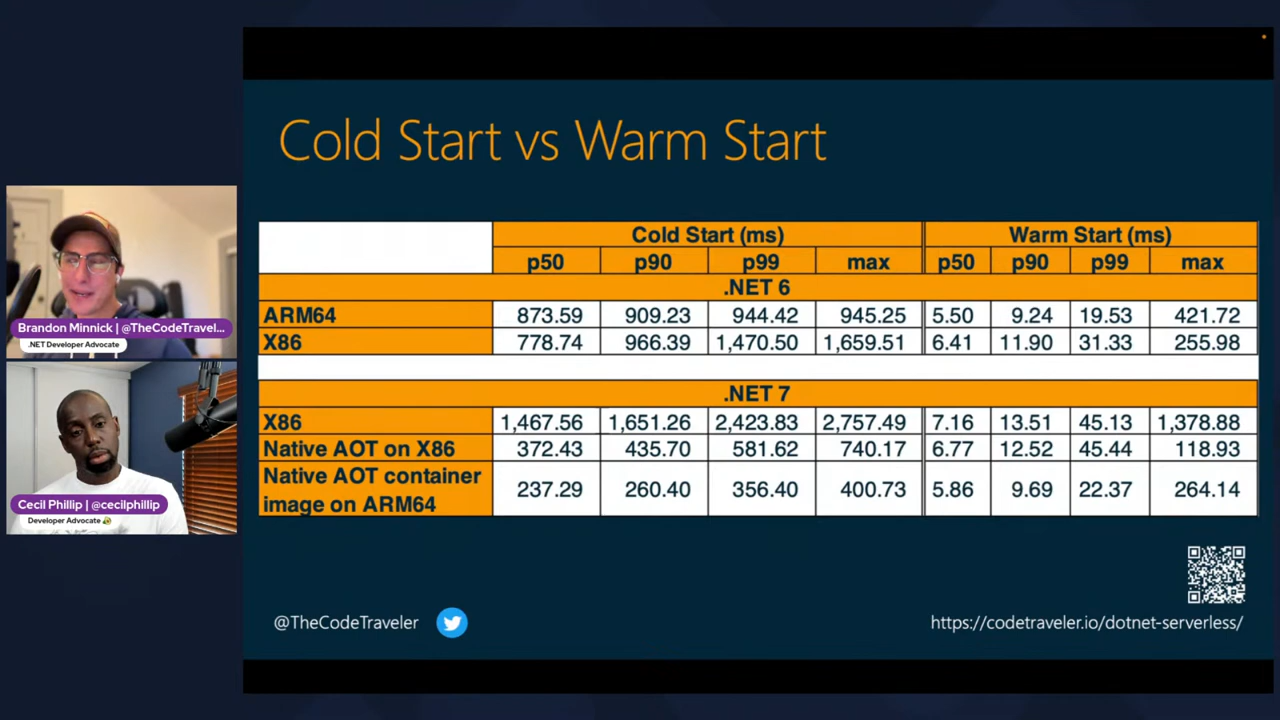 Cold Start vs Warm Start
Cold Start (ms) Warm Start (ms)
p50 p90 p99 max p50 p90 p99 max
.NET 6
ARM64 873.59 909.23 944.42 945.25 5.50 9.24 19.53 421.72
X86 778.74 966.39 1,470.50 1,659.51 6.41 11.90 31.33 255.98
.NET 7
X86 1,467.56 1,651.26 2,423.83 2,757.49 7.16 13.51 45.13 1,378.88
Native AOT on X86 372.43 435.70 581.62 740.17 6.77 12.52 45.44 118.93
Native AOT container
image on ARM64 237.29 260.40 356.40 400.73 5.86 9.69 22.37 264.14
@TheCodeTraveler
https://codetraveler.io/dotnet-serverless/
Brandon Minnick | @TheCodeTravel...
.NET Developer Advocate
Cecil Phillip | @cecilphillip
Developer Advocate